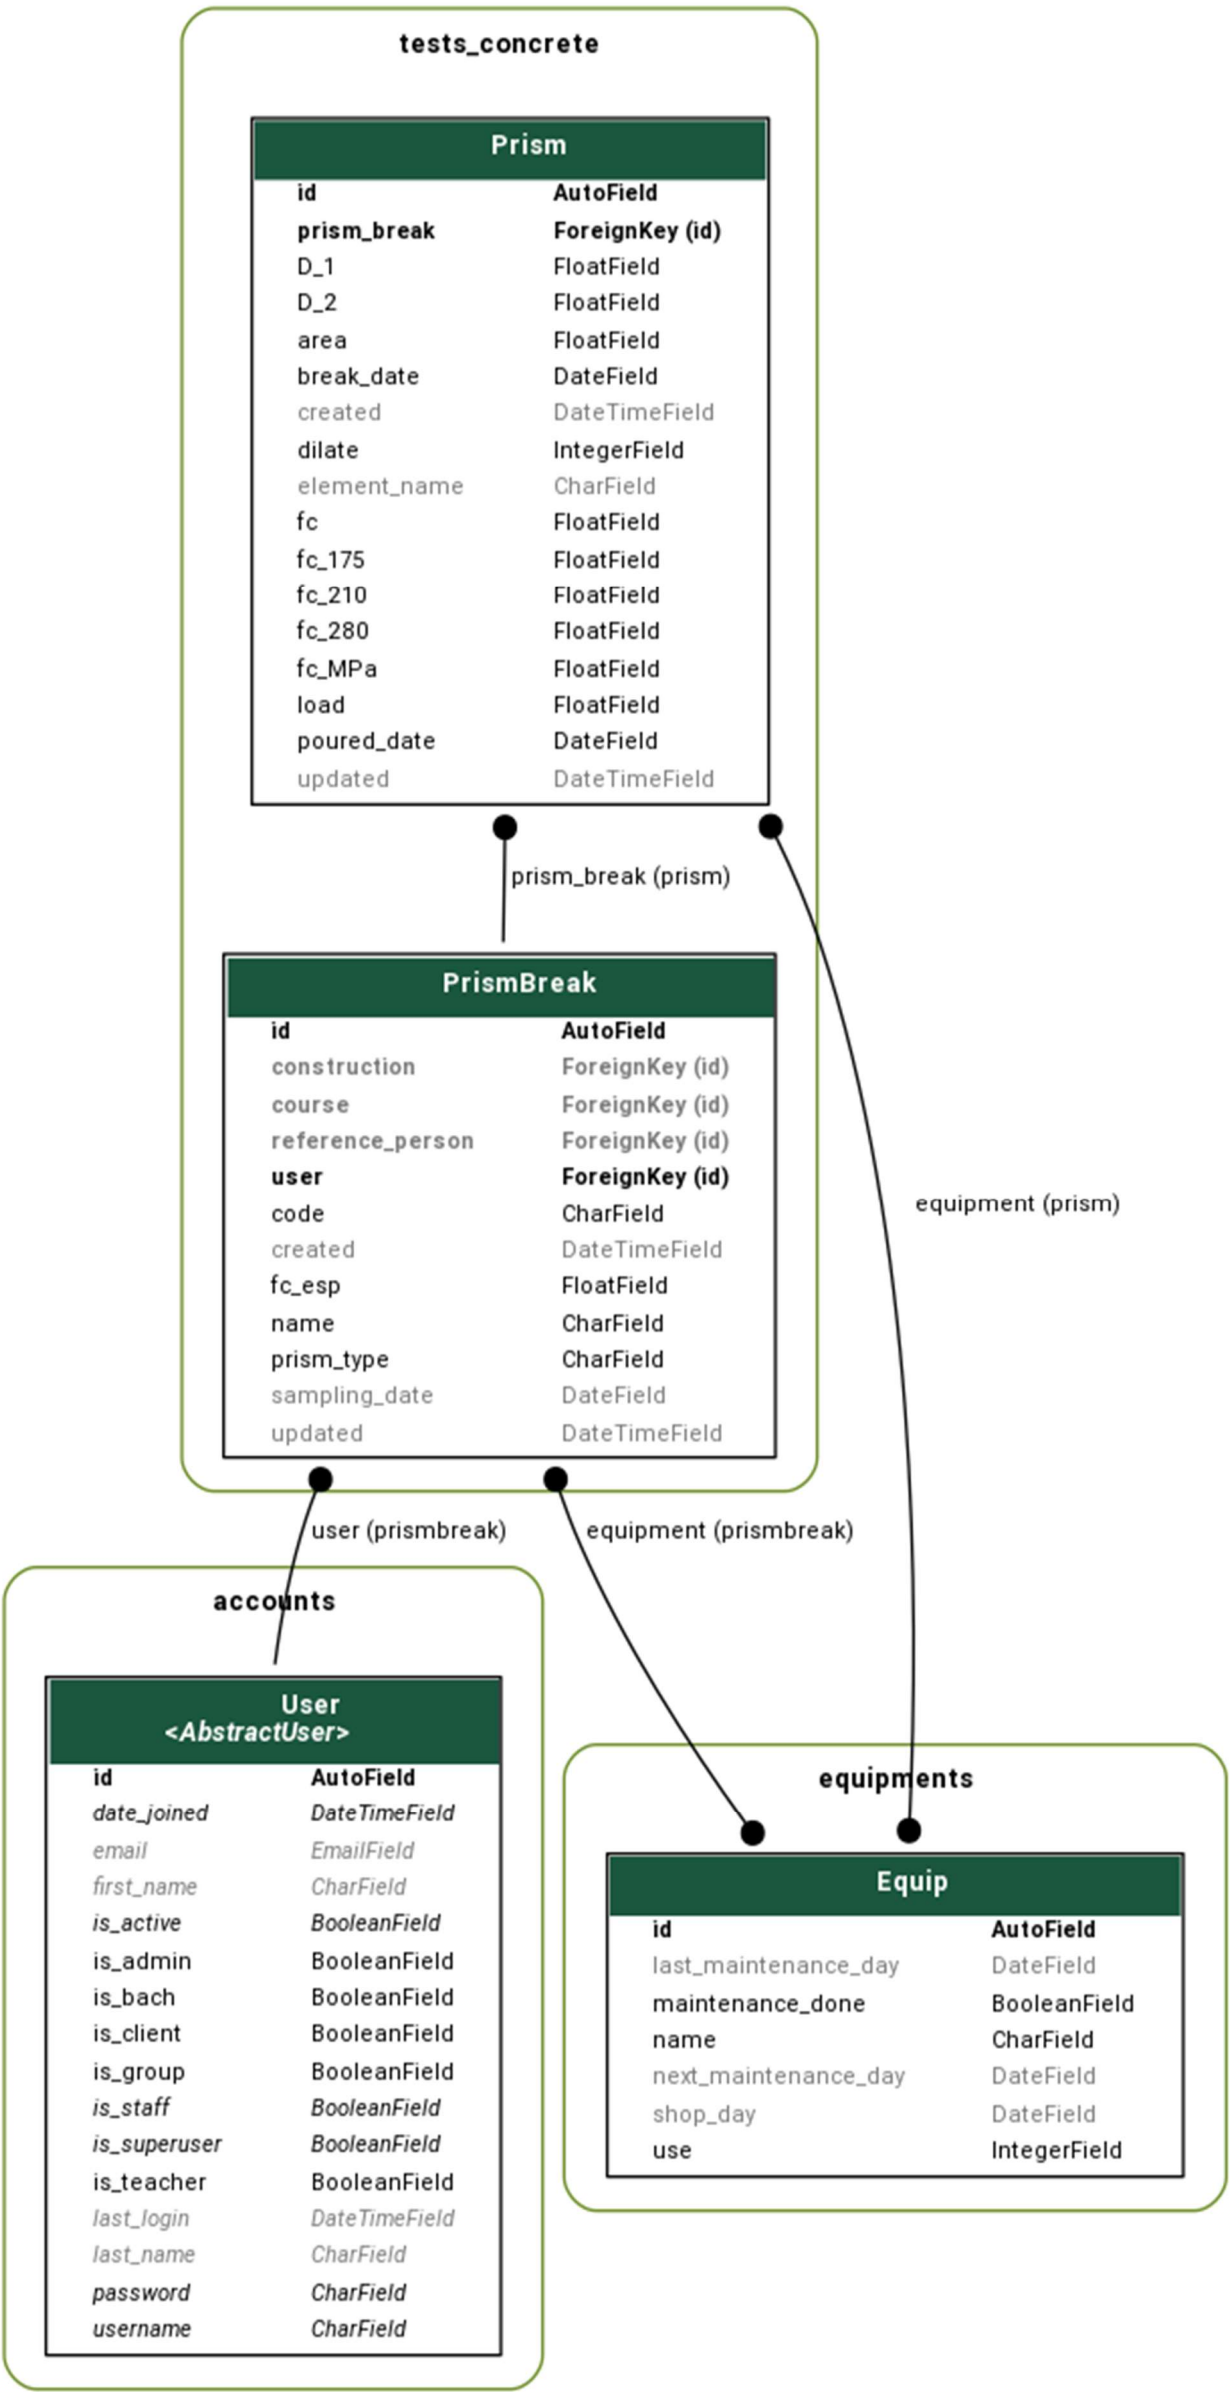 tests_concrete
Prism
id AutoField
prism_break ForeignKey (id)
D_1 FloatField
D_2 FloatField
area FloatField
break_date DateField
created DateTimeField
dilate IntegerField
element_name CharField
fc FloatField
fc_175 FloatField
fc_210 FloatField
fc_280 FloatField
fc_MPa FloatField
load FloatField
poured_date DateField
updated DateTimeField
prism_break (prism)
PrismBreak
id AutoField
construction ForeignKey (id)
course ForeignKey (id)
reference_person ForeignKey (id)
user ForeignKey (id)
code CharField
created DateTimeField
fc_esp FloatField
name CharField
prism_type CharField
sampling_date DateField
updated DateTimeField
equipment (prism)
user (prismbreak)
equipment (prismbreak)
accounts
User
<AbstractUser>
id AutoField
date_joined DateTimeField
email EmailField
first_name CharField
is_active BooleanField
is_admin BooleanField
is_bach BooleanField
is_client BooleanField
is_group BooleanField
is_staff BooleanField
is_superuser BooleanField
is_teacher BooleanField
last_login DateTimeField
last_name CharField
password CharField
username CharField
equipments
Equip
id AutoField
last_maintenance_day DateField
maintenance_done BooleanField
name CharField
next_maintenance_day DateField
shop_day DateField
use IntegerField